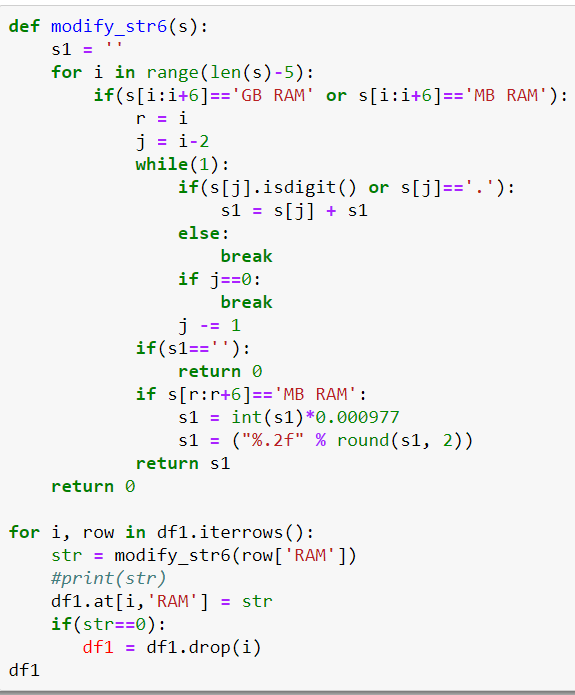 def modify_str6(s):
    s1 = ''
    for i in range(len(s)-5):
        if(s[i:i+6]=='GB RAM' or s[i:i+6]=='MB RAM'):
            r = i
            j = i-2
            while(1):
                if(s[j].isdigit() or s[j]=='.'):
                    s1 = s[j] + s1
                else:
                    break
                if j==0:
                    break
                j -= 1
            if(s1==''):
                return 0
            if s[r:r+6]=='MB RAM':
                s1 = int(s1)*0.000977
                s1 = ("%.2f" % round(s1, 2))
            return s1
    return 0

for i, row in df1.iterrows():
    str = modify_str6(row['RAM'])
    #print(str)
    df1.at[i,'RAM'] = str
    if(str==0):
       df1 = df1.drop(i)
df1